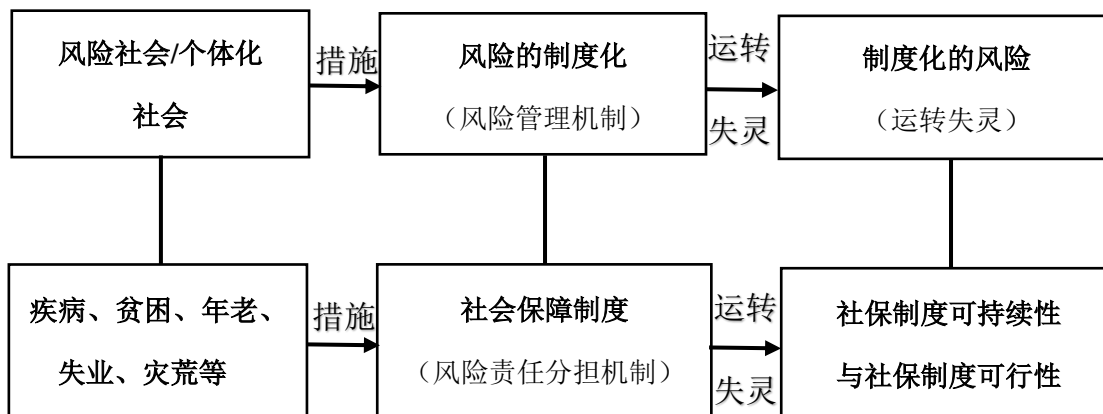 风险社会/个体化
社会
措施
风险的制度化
（风险管理机制）
运转
失灵
制度化的风险
（运转失灵）
疾病、贫困、年老、
失业、灾荒等
措施
社会保障制度
（风险责任分担机制）
运转
失灵
社保制度可持续性
与社保制度可行性